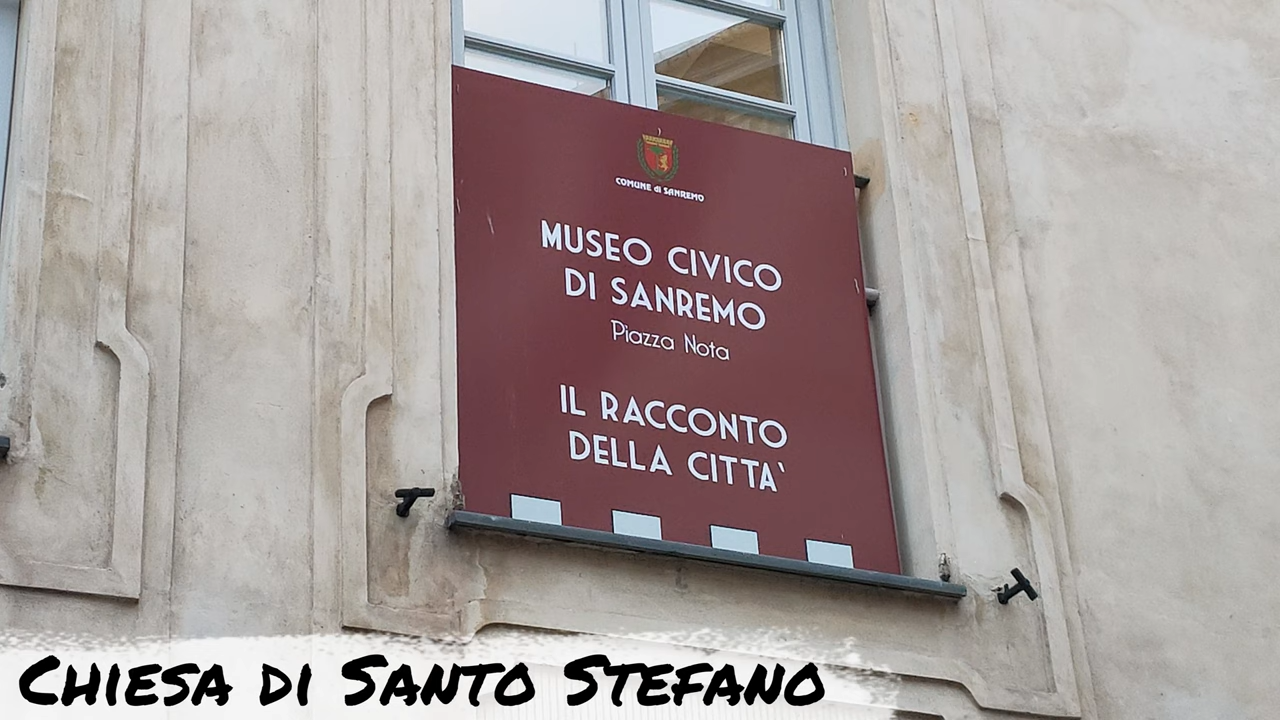 COMUNE di SANREMO
MUSEO CIVICO
DI SANREMO
Piazza Nota
IL RACCONTO
DELLA CITTA`
CHIESA DI SANTO STEFANO